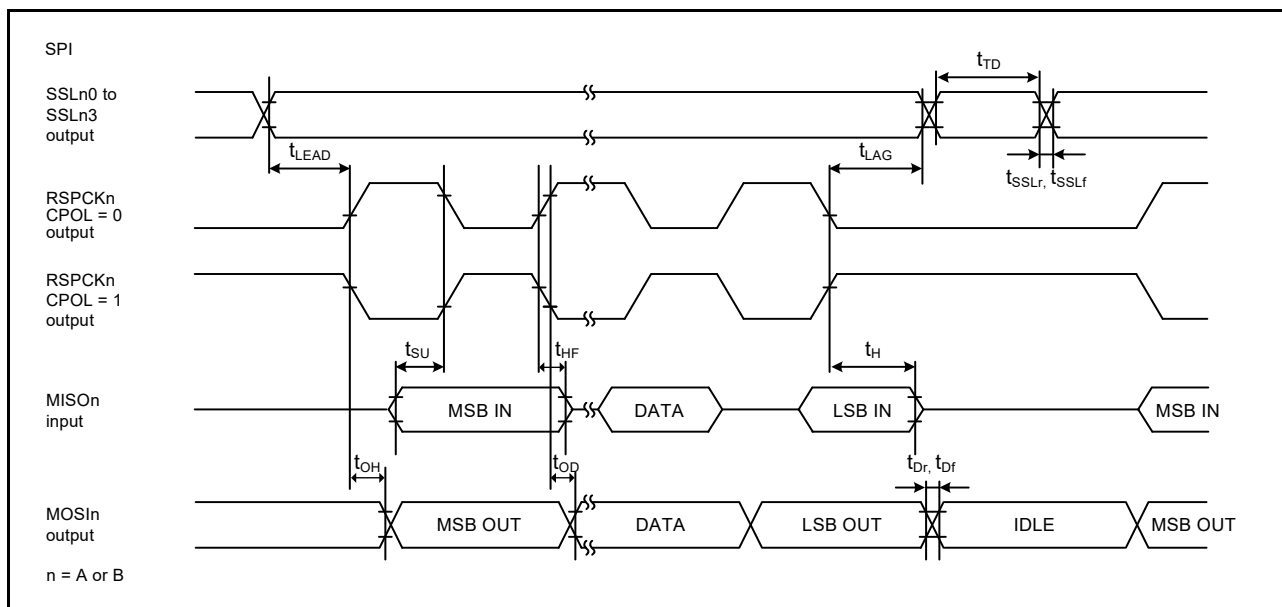 SPI
SSLn0 to
SSLn3
output
tTD
tLEAD
tLAG
tSSLr, tSSLf
RSPCKn
CPOL = 0
output
RSPCKn
CPOL = 1
output
tSU
tHF
tH
MISOn
input
MSB IN
DATA
LSB IN
MSB IN
tOH
tOD
tDr, tDf
MOSIn
output
MSB OUT
DATA
LSB OUT
IDLE
MSB OUT
n = A or B